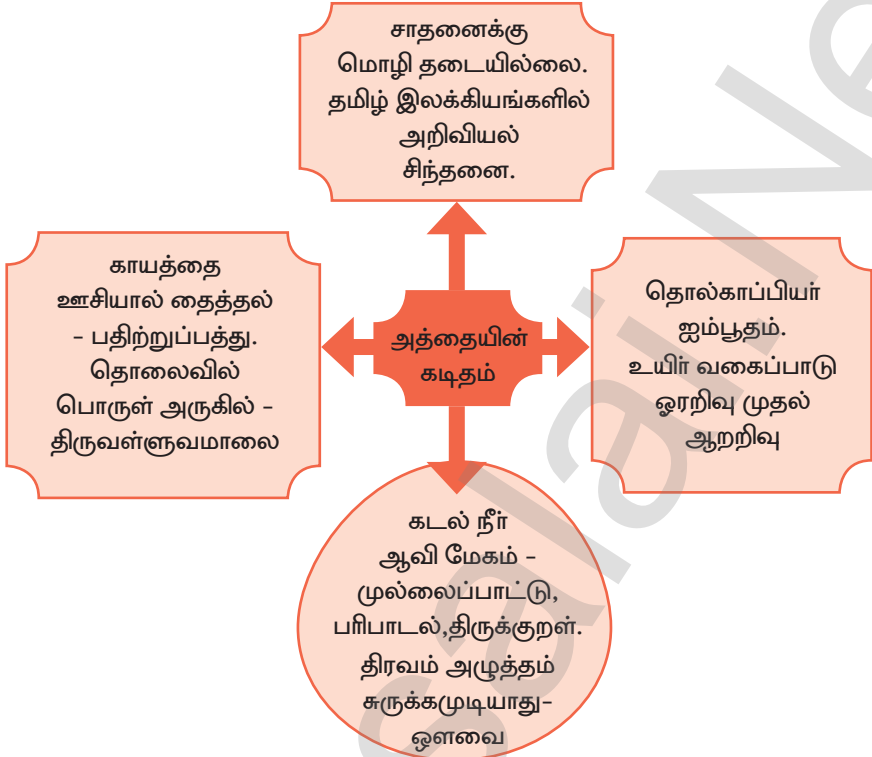 சாதனைக்கு
மொழி தடையில்லை.
தமிழ் இலக்கியங்களில்
அறிவியல்
சிந்தனை.
காயத்தை
ஊசியால் தைத்தல்
- பதிற்றுப்பத்து.
தொலைவில்
பொருள் அருகில் -
திருவள்ளுவமாலை
அத்தையின்
கடிதம்
தொல்காப்பியர்
ஐம்பூதம்.
உயிர் வகைப்பாடு
ஓரறிவு முதல்
ஆறறிவு
கடல் நீர்
ஆவி மேகம் -
முல்லைப்பாட்டு,
பரிபாடல்,திருக்குறள்.
திரவம் அழுத்தம்
சுருக்கமுடியாது-
ஔவை